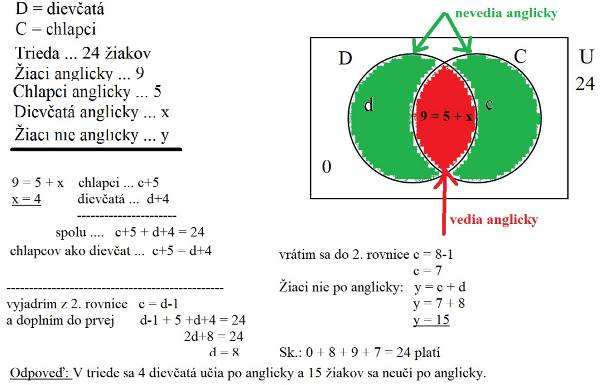 D = dievčatá
C = chlapci
Trieda ... 24 žiakov
Žiaci anglicky ... 9
Chlapci anglicky ... 5
Dievčatá anglicky ... x
Žiaci nie anglicky ... y
nevedia anglicky
D
C
U
24
d
9 = 5 + x
c
0
vedia anglicky
9 = 5 + x chlapci ... c+5
x = 4 dievčatá ... d+4
----------------------
spolu .... c+5 + d+4 = 24
chlapcov ako dievčat ... c+5 = d+4
------------------------------------------------
vyjadrím z 2. rovnice c = d-1
a doplním do prvej d-1 + 5 +d+4 = 24
2d+8 = 24
d = 8
vrátim sa do 2. rovnice c = 8-1
c = 7
Žiaci nie po anglicky: y = c + d
y = 7 + 8
y = 15
Sk.: 0 + 8 + 9 + 7 = 24 platí
Odpoveď: V triede sa 4 dievčatá učia po anglicky a 15 žiakov sa neučí po anglicky.